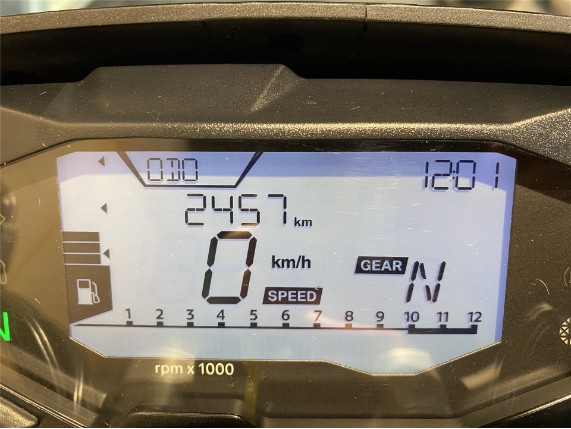 ODO 12:01
2457 km
0 km/h GEAR N
SPEED
1 2 3 4 5 6 7 8 9 10 11 12
N
rpm x 1000